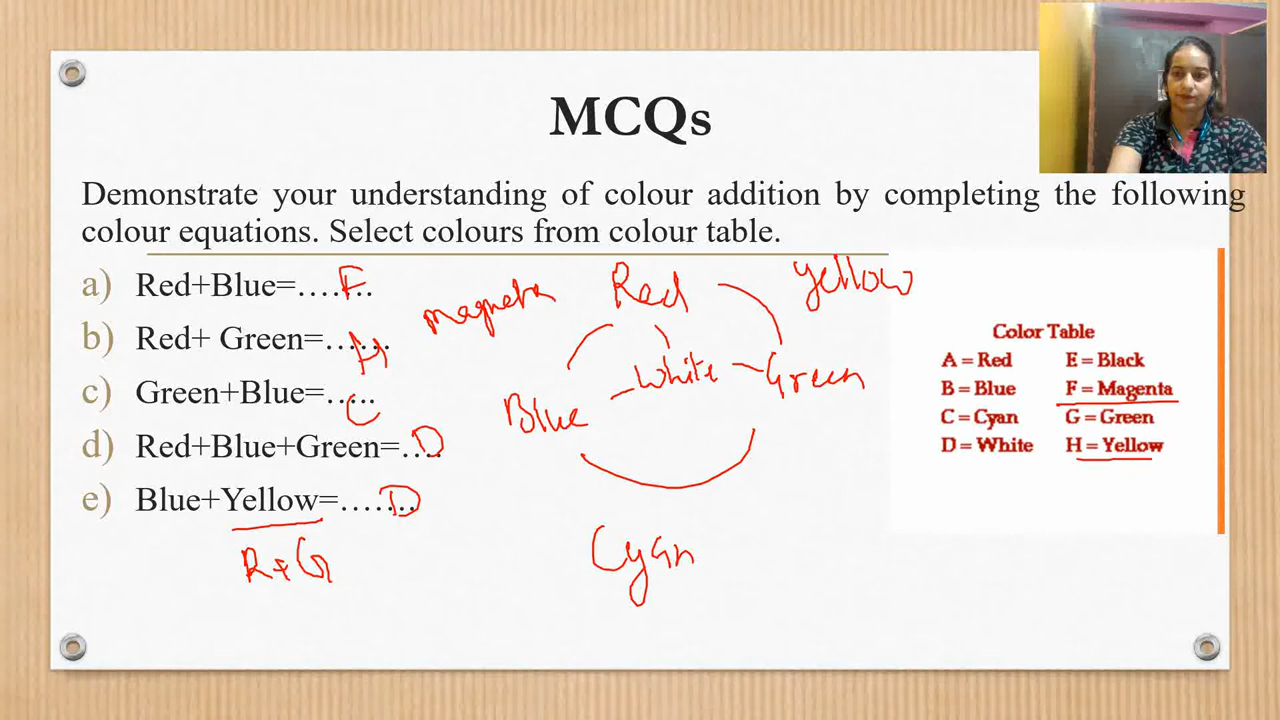 MCQs
Demonstrate your understanding of colour addition by completing the following
colour equations. Select colours from colour table.
a) Red+Blue=....... F
b) Red+ Green=...... H
c) Green+Blue=..... C
d) Red+Blue+Green=.... D
e) Blue+Yellow=....... D
R+G
magneta
Red
yellow
White
Green
Blue
Cyan
Color Table
A = Red E = Black
B = Blue F = Magenta
C = Cyan G = Green
D = White H = Yellow